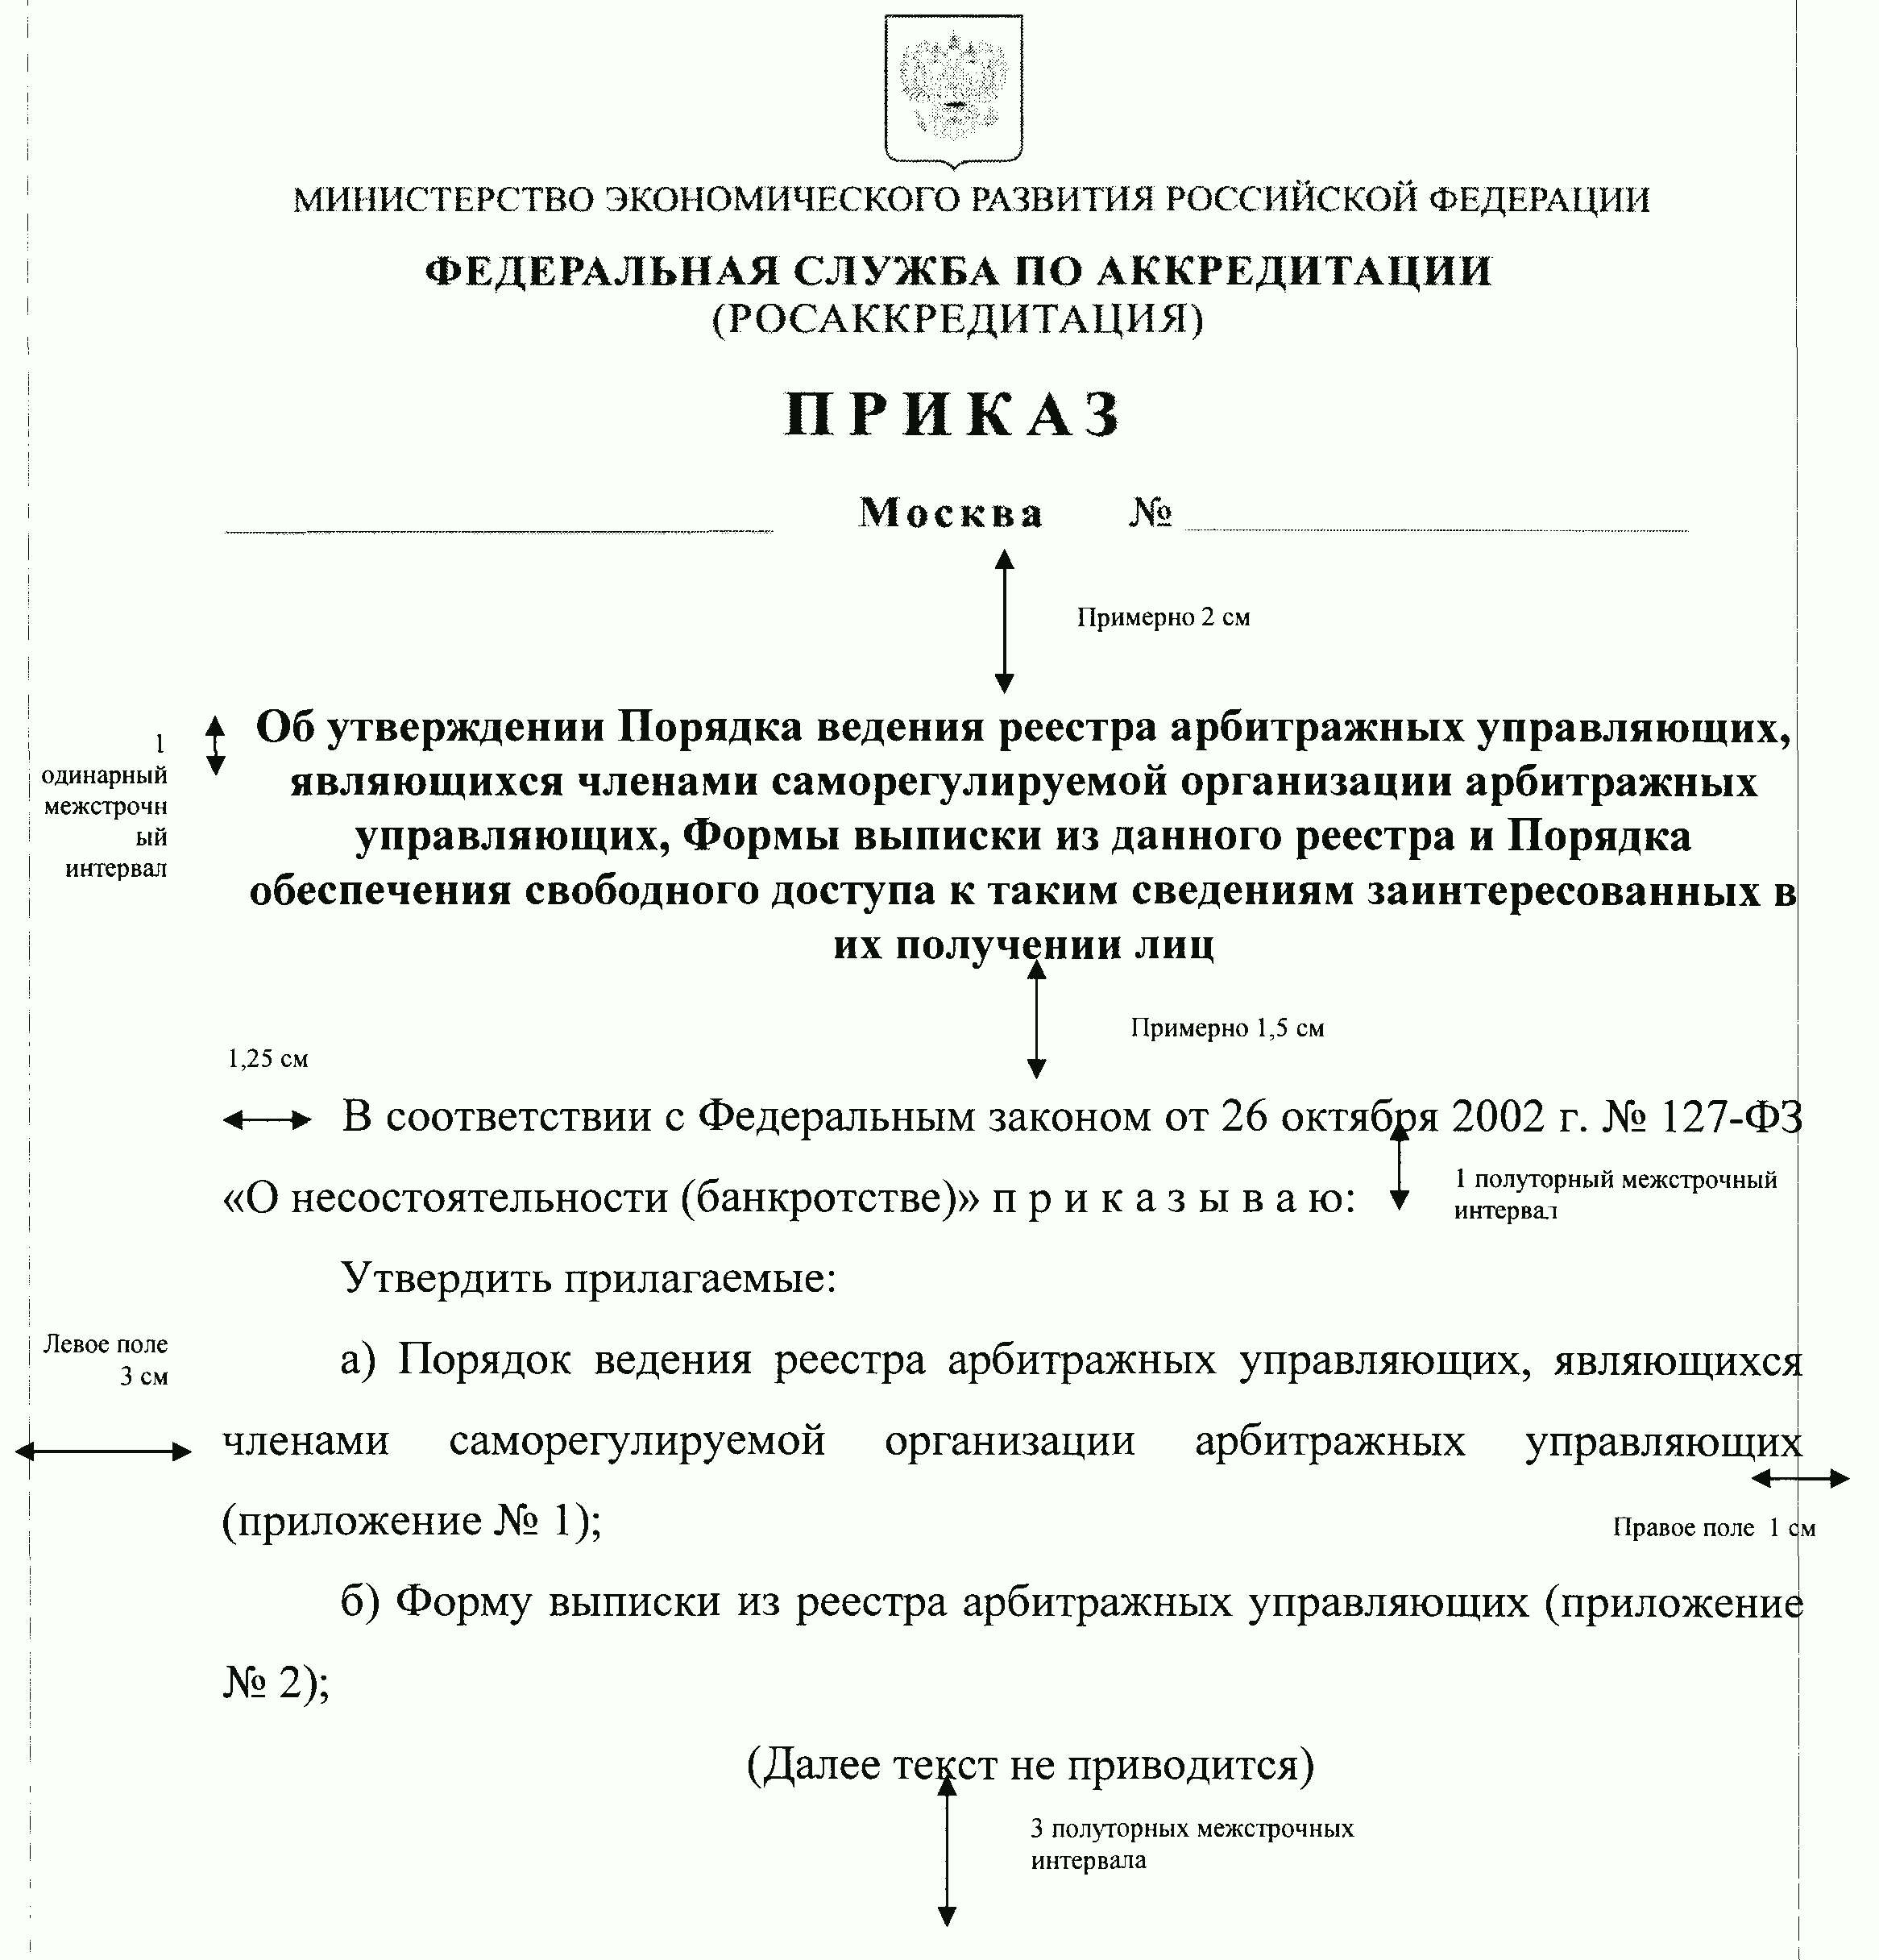 МИНИСТЕРСТВО ЭКОНОМИЧЕСКОГО РАЗВИТИЯ РОССИЙСКОЙ ФЕДЕРАЦИИ
ФЕДЕРАЛЬНАЯ СЛУЖБА ПО АККРЕДИТАЦИИ
(РОСАККРЕДИТАЦИЯ)
ПРИКАЗ
Москва №
Примерно 2 см
1
одинарный
межстрочн
ый
интервал
Об утверждении Порядка ведения реестра арбитражных управляющих,
являющихся членами саморегулируемой организации арбитражных
управляющих, Формы выписки из данного реестра и Порядка
обеспечения свободного доступа к таким сведениям заинтересованных в
их получении лиц
Примерно 1,5 см
1,25 см
В соответствии с Федеральным законом от 26 октября 2002 г. № 127-ФЗ
«О несостоятельности (банкротстве)» п р и к а з ы в а ю:
1 полуторный межстрочный
интервал
Утвердить прилагаемые:
Левое поле
3 см
а) Порядок ведения реестра арбитражных управляющих, являющихся
членами саморегулируемой организации арбитражных управляющих
(приложение № 1);
Правое поле 1 см
б) Форму выписки из реестра арбитражных управляющих (приложение
№ 2);
(Далее текст не приводится)
3 полуторных межстрочных
интервала